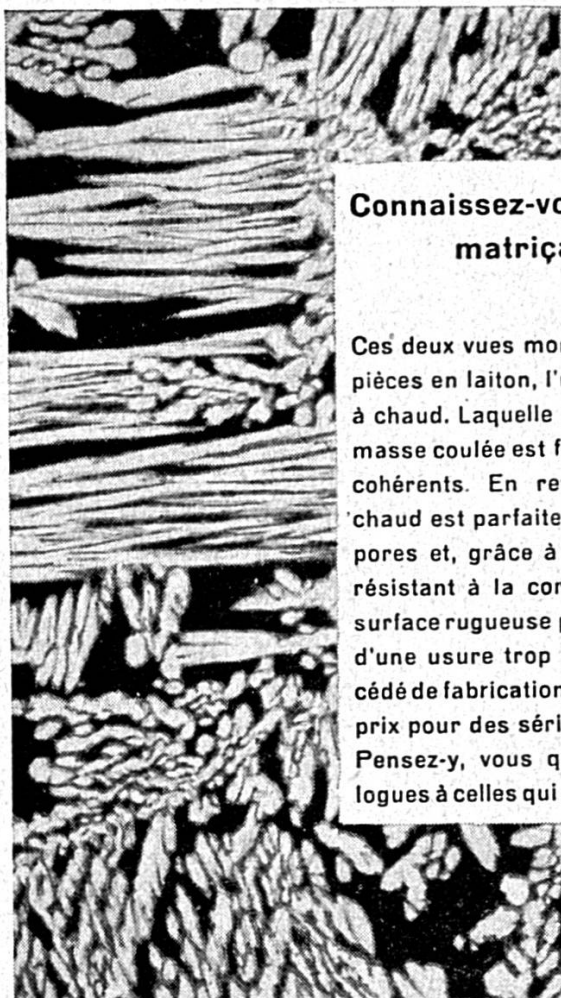 Connaissez-vo
matriça
Ces deux vues mo
pièces en laiton, l'
à chaud. Laquelle
masse coulée est f
cohérents. En re
chaud est parfaite
pores et, grâce à
résistant à la cor
surface rugueuse p
d'une usure trop
cédé de fabrication
prix pour des séri
Pensez-y, vous q
logues à celles qui